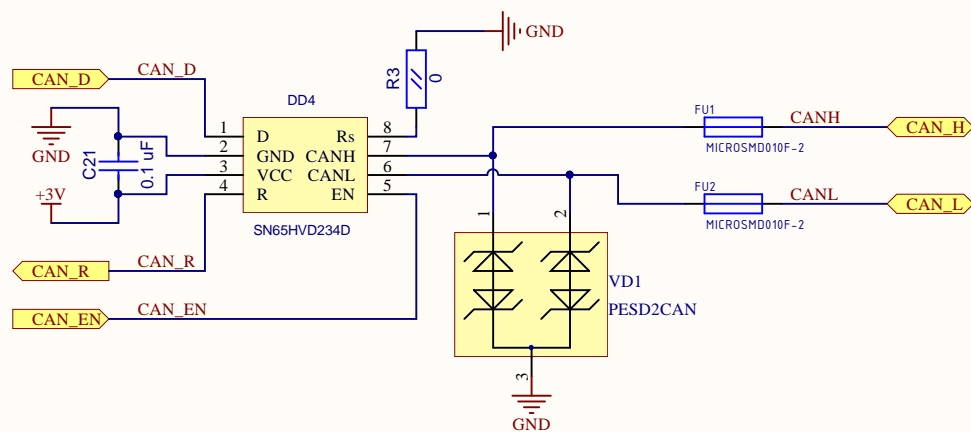 GND
R3
0
CAN_D
CAN_D
DD4
FU1
CANH
CAN_H
MICROSMD010F-2
1
D
Rs
8
2
GND
CANH
7
3
VCC
CANL
6
4
R
EN
5
GND
C21
0.1 uF
+3V
SN65HVD234D
FU2
CANL
CAN_L
MICROSMD010F-2
1
2
CAN_R
CAN_R
VD1
PESD2CAN
CAN_EN
CAN_EN
3
GND